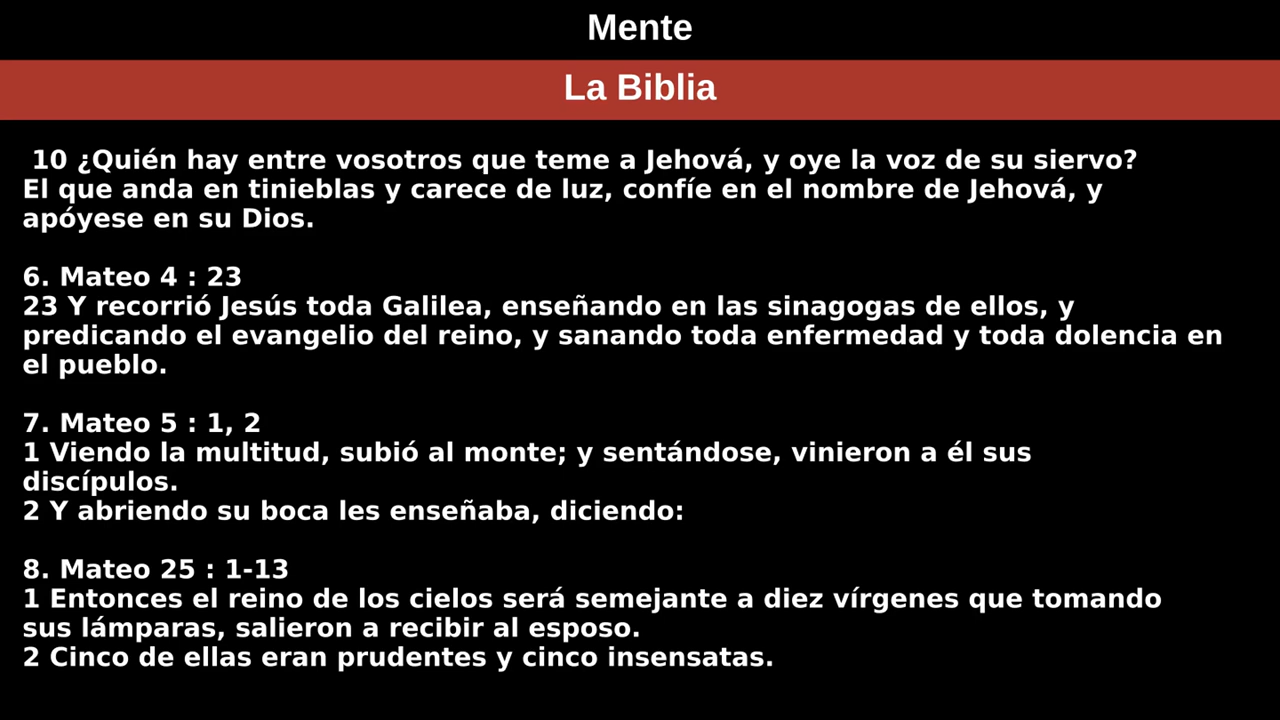 Mente
La Biblia
10 ¿Quién hay entre vosotros que teme a Jehová, y oye la voz de su siervo?
El que anda en tinieblas y carece de luz, confíe en el nombre de Jehová, y
apóyese en su Dios.
6. Mateo 4 : 23
23 Y recorrió Jesús toda Galilea, enseñando en las sinagogas de ellos, y
predicando el evangelio del reino, y sanando toda enfermedad y toda dolencia en
el pueblo.
7. Mateo 5 : 1, 2
1 Viendo la multitud, subió al monte; y sentándose, vinieron a él sus
discípulos.
2 Y abriendo su boca les enseñaba, diciendo:
8. Mateo 25 : 1-13
1 Entonces el reino de los cielos será semejante a diez vírgenes que tomando
sus lámparas, salieron a recibir al esposo.
2 Cinco de ellas eran prudentes y cinco insensatas.